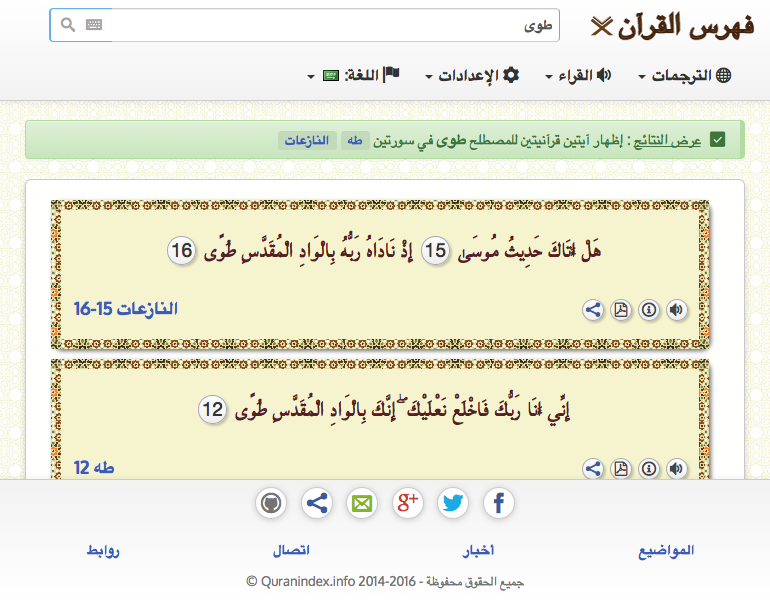 فهرس القرآن
طوى
الترجمات
القراء
الإعدادات
اللغة:
عرض النتائج : إظهار آيتين قرآنيتين للمصطلح طوى في سورتين طه النازعات
هَلْ أَتَاكَ حَدِيثُ مُوسَىٰ 15 إِذْ نَادَاهُ رَبُّهُ بِالْوَادِ الْمُقَدَّسِ طُوًى 16
النازعات 15-16
إِنِّي أَنَا رَبُّكَ فَاخْلَعْ نَعْلَيْكَ ۖ إِنَّكَ بِالْوَادِ الْمُقَدَّسِ طُوًى 12
طه 12
g+
المواضيع
أخبار
اتصال
روابط
جميع الحقوق محفوظة - Quranindex.info 2014-2016 ©